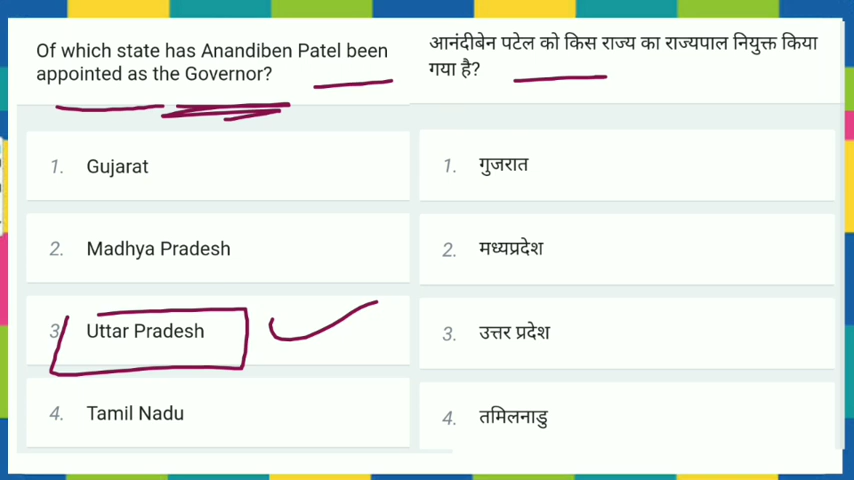 Of which state has Anandiben Patel been
appointed as the Governor?
1. Gujarat
2. Madhya Pradesh
3 Uttar Pradesh
4. Tamil Nadu
आनंदीबेन पटेल को किस राज्य का राज्यपाल नियुक्त किया
गया है?
1. गुजरात
2. मध्यप्रदेश
3. उत्तर प्रदेश
4. तमिलनाडु